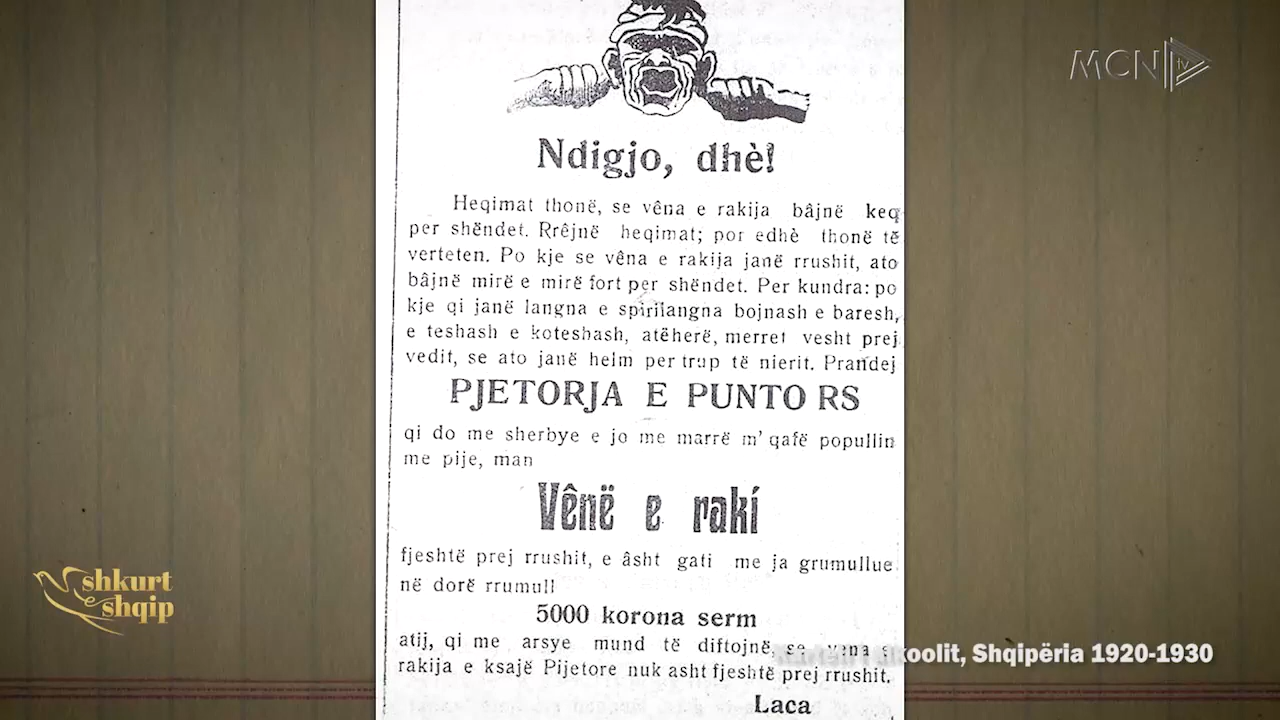 MCN TV
Ndigjo, dhè!
Heqimat thonë, se vêna e rakija bâjnë keq
per shëndet. Rrêjnë heqimat; por edhè thonë të
verteten. Po kje se vêna e rakija janë rrushit, ato
bâjnë mirë e mirë fort per shëndet. Per kundra: po
kje qi janë langna e spirilangna bojnash e baresh,
e teshash e koteshash, atëherë, merret vesht prej
vedit, se ato janë helm per trup të nierit. Prandej
PJETORJA E PUNTORS
qi do me sherbye e jo me marrë m' qafë popullin
me pije, man
Vênë e rakí
fjeshtë prej rrushit, e âsht gati me ja grumullue
në dorë rrumull
5000 korona serm
atij, qi me arsye mund të diftojnë se vena e
rakija e ksajë Pijetore nuk asht fjeshtë prej rrushit.
Laca
shkurt
e shqip
koolit, Shqipëria 1920-1930